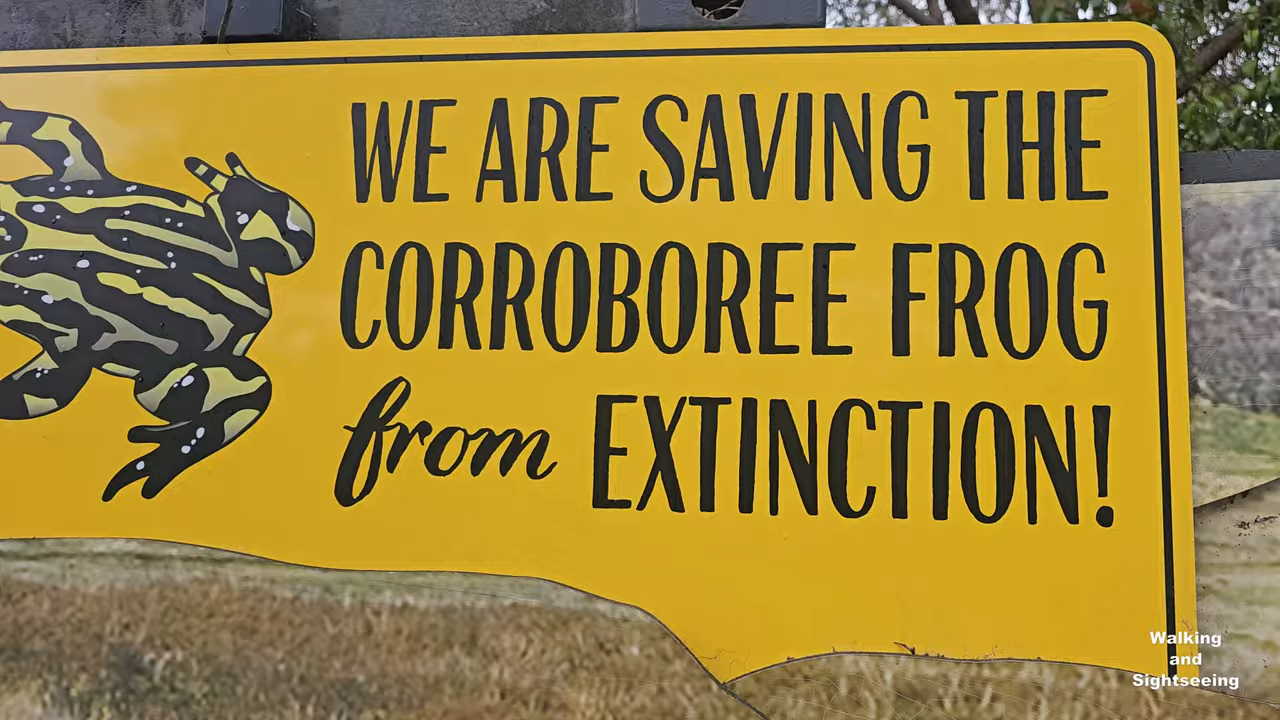 WE ARE SAVING THE
CORROBOREE FROG
from EXTINCTION!
Walking
and
Sightseeing